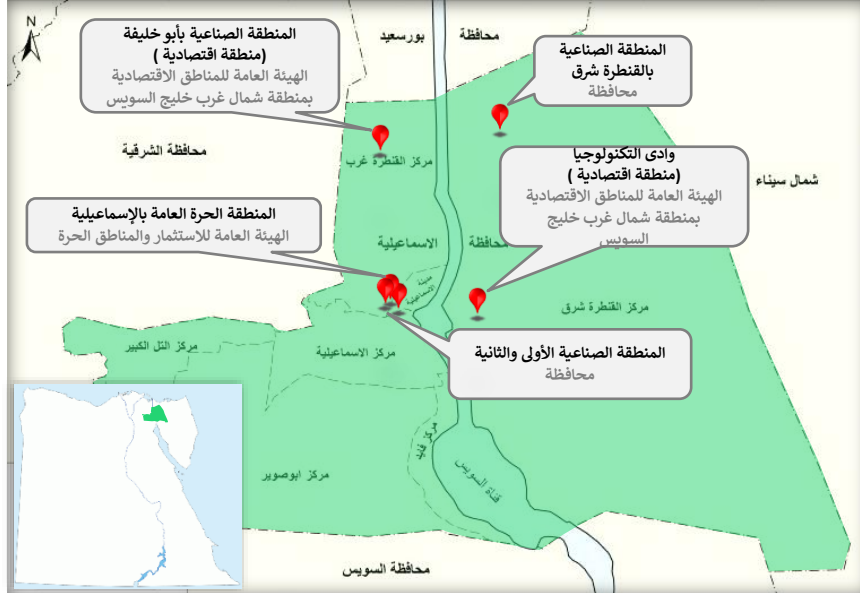 N
محافظة بورسعيد
المنطقة الصناعية بأبو خليفة
(منطقة اقتصادية )
الهيئة العامة للمناطق الاقتصادية
بمنطقة شمال غرب خليج السويس
المنطقة الصناعية
بالقنطرة شرق
محافظة
محافظة الشرقية
مركز القنطرة غرب
وادى التكنولوجيا
(منطقة اقتصادية )
الهيئة العامة للمناطق الاقتصادية
بمنطقة شمال غرب خليج
السويس
شمال سيناء
المنطقة الحرة العامة بالإسماعيلية
الهيئة العامة للاستثمار والمناطق الحرة
محافظة الاسماعيلية
مدينة
الاسماعيلية
مركز القنطرة شرق
المنطقة الصناعية الأولى والثانية
محافظة
مركز التل الكبير
مركز الاسماعيلية
مركز فايد
مركز ابوصوير
قناة السويس
محافظة السويس